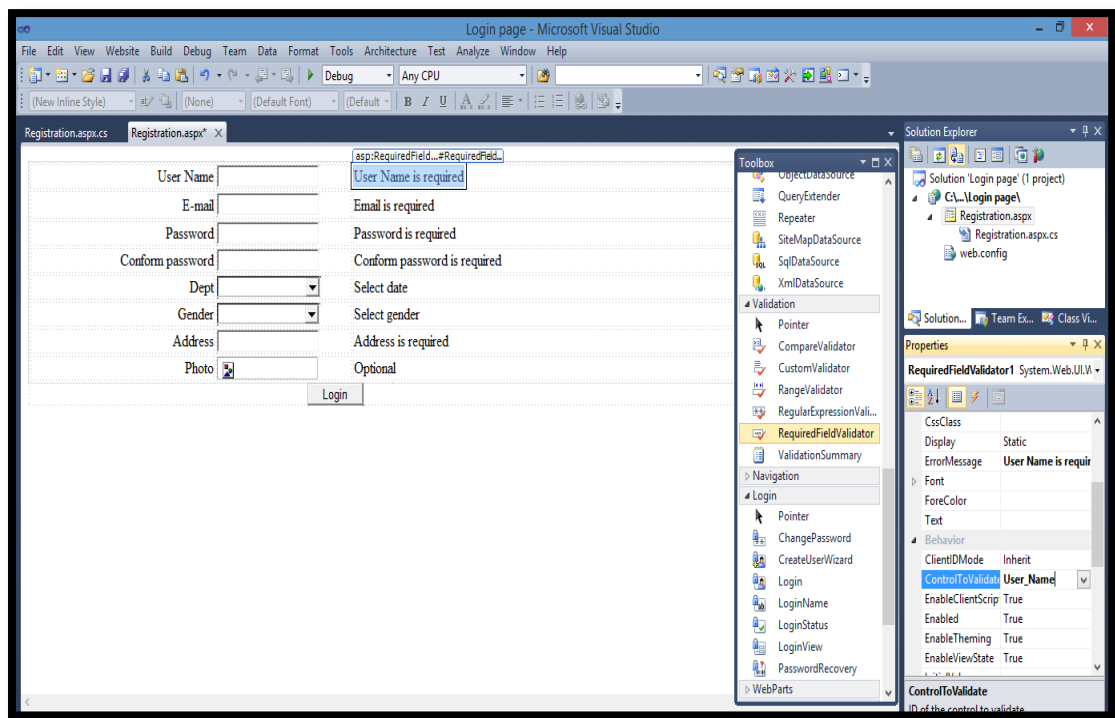 Login page - Microsoft Visual Studio
File Edit View Website Build Debug Team Data Format Tools Architecture Test Analyze Window Help
Debug Any CPU
(New Inline Style) (None) (Default Font) (Default B I U A
Registration.aspx.cs Registration.aspx* X
asp:RequiredField...#RequiredField...
User Name User Name is required
E-mail Email is required
Password Password is required
Conform password Conform password is required
Dept Select date
Gender Select gender
Address Address is required
Photo Optional
Login
Toolbox
ObjectDataSource
QueryExtender
Repeater
SiteMapDataSource
SqlDataSource
XmlDataSource
Validation
Pointer
CompareValidator
CustomValidator
RangeValidator
RegularExpressionVali...
RequiredFieldValidator
ValidationSummary
Navigation
Login
Pointer
ChangePassword
CreateUserWizard
Login
LoginName
LoginStatus
LoginView
PasswordRecovery
WebParts
Solution Explorer
Solution 'Login page' (1 project)
C:\...\Login page\
Registration.aspx
Registration.aspx.cs
web.config
Solution... Team Ex... Class Vi...
Properties
RequiredFieldValidator1 System.Web.UI.W
CssClass
Display Static
ErrorMessage User Name is requir
Font
ForeColor
Text
Behavior
ClientIDMode Inherit
ControlToValidate User_Name
EnableClientScrip True
Enabled True
EnableTheming True
EnableViewState True
ControlToValidate
ID of the control to validate